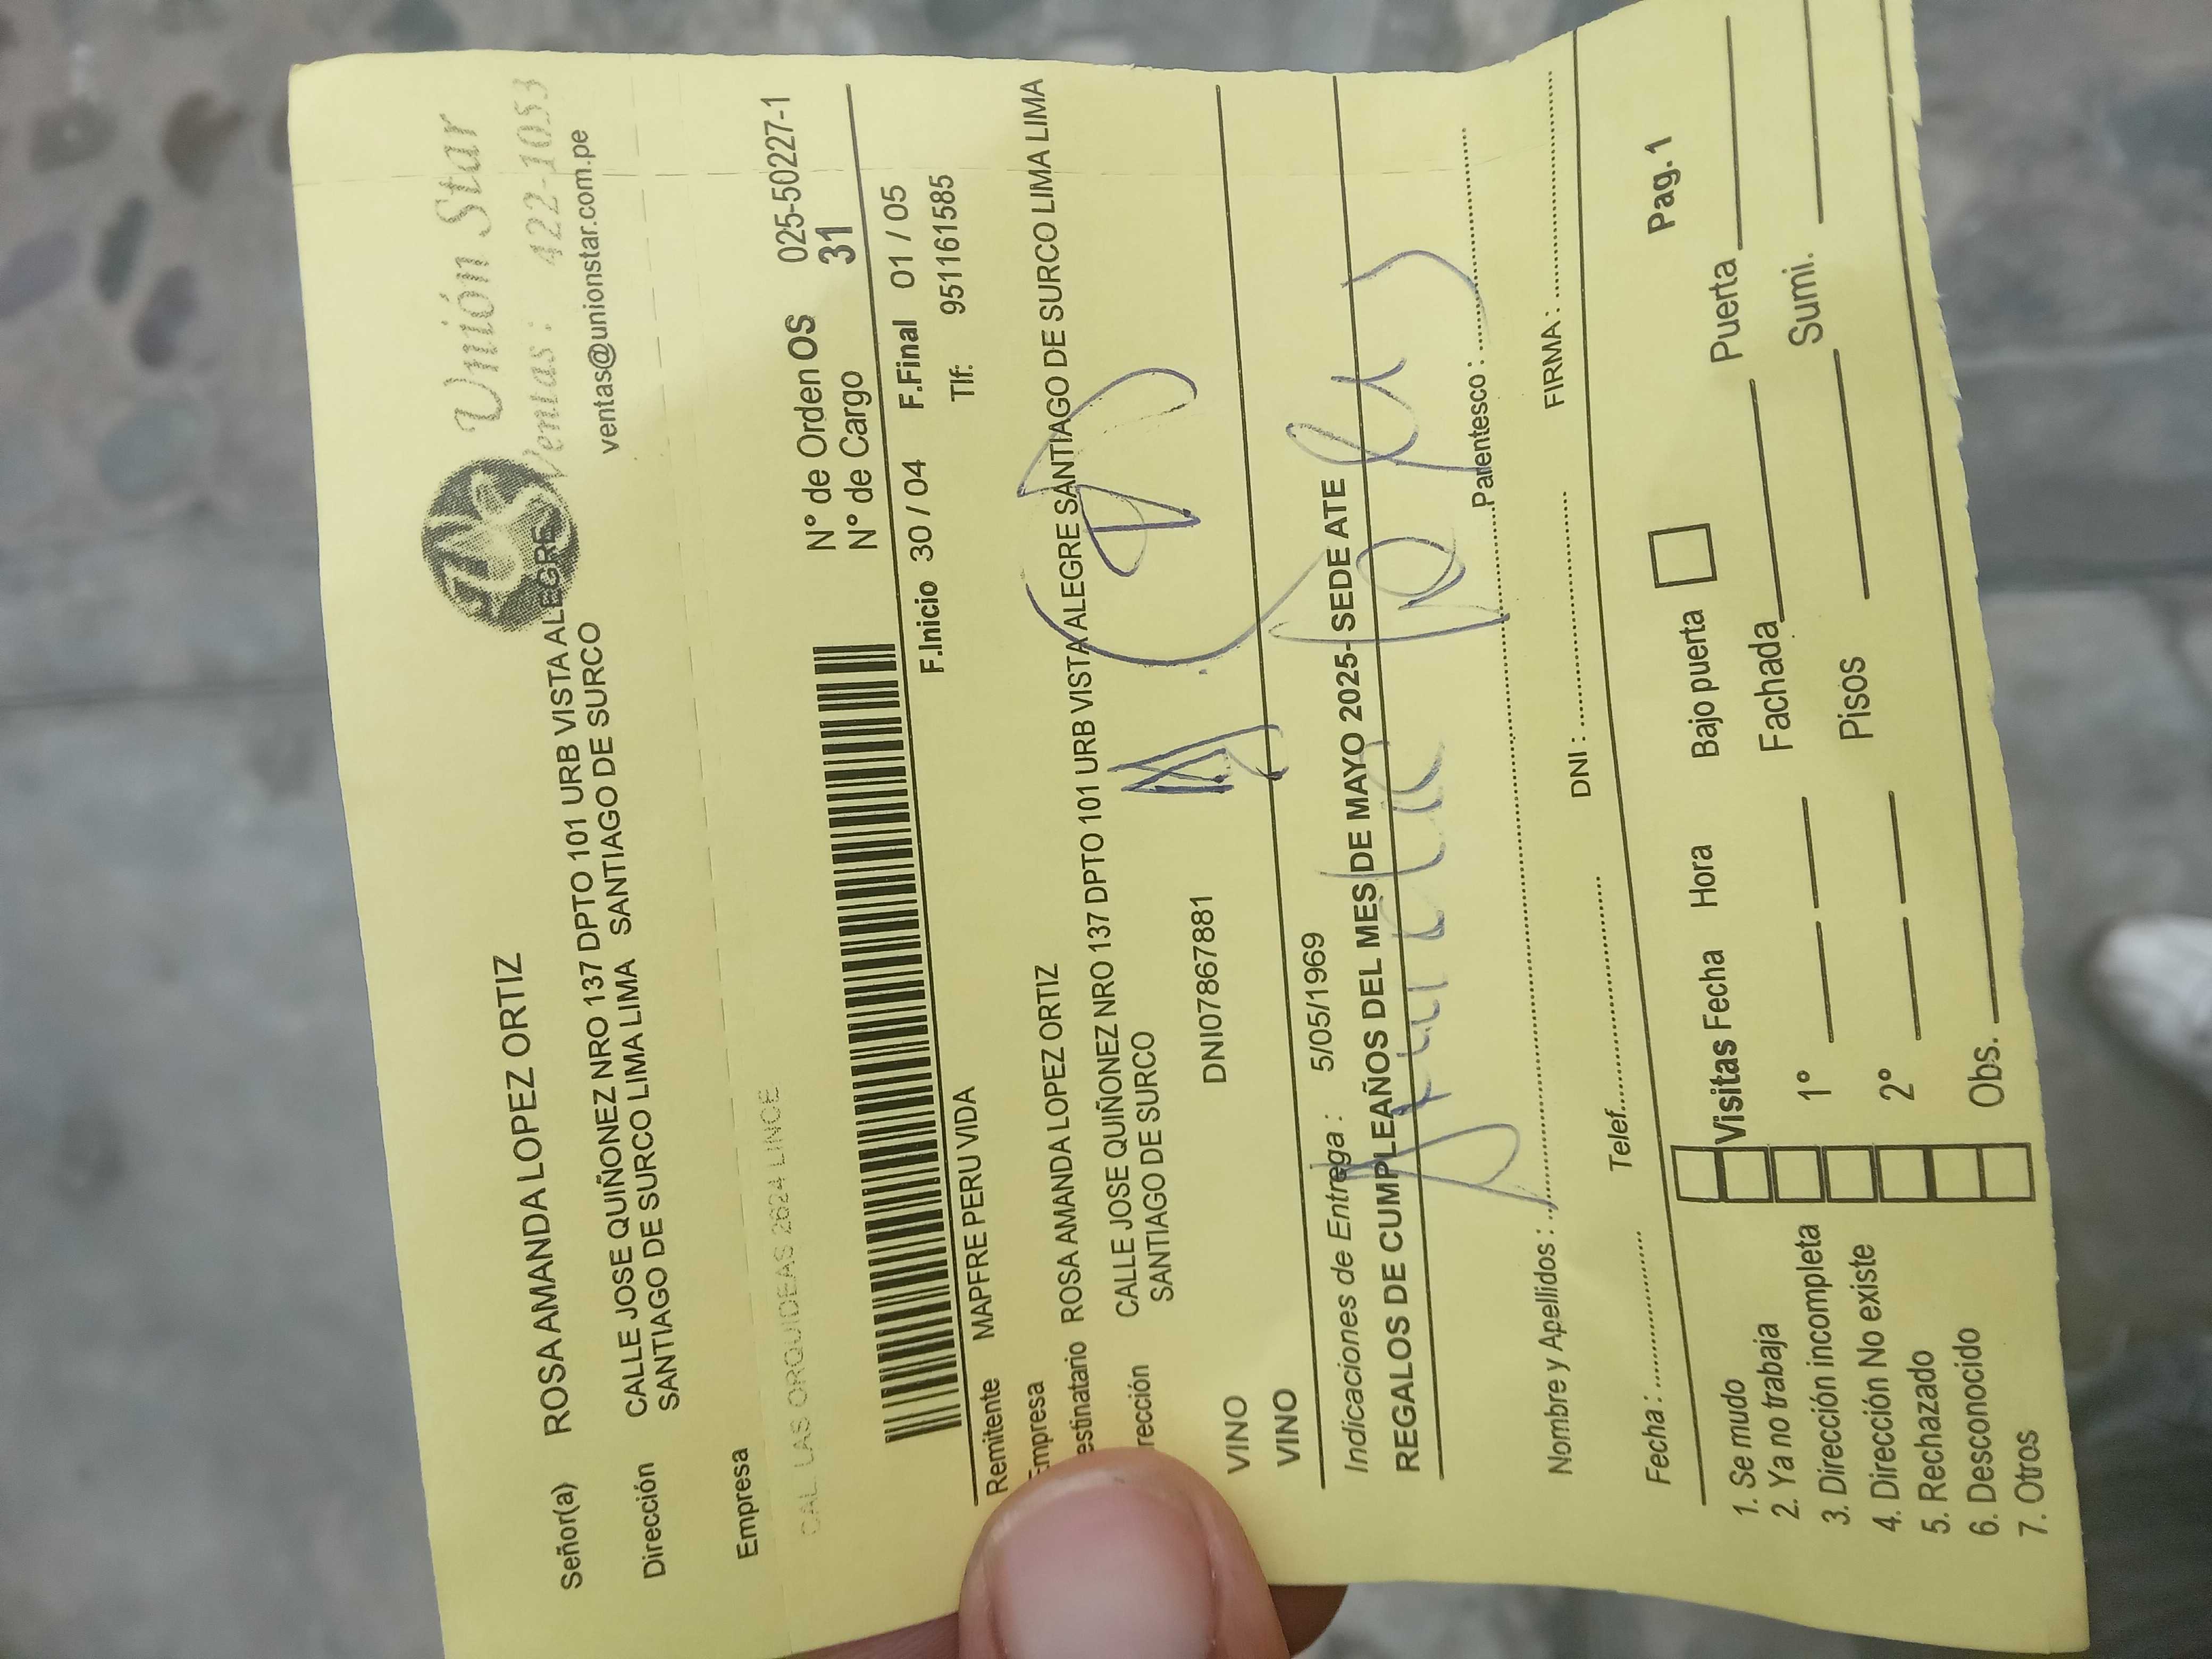 Unión Star
Ventas: 422-1053
ventas@unionstar.com.pe
Señor(a) ROSA AMANDA LOPEZ ORTIZ
Dirección CALLE JOSE QUIÑONEZ NRO 137 DPTO 101 URB VISTA ALEGRE
SANTIAGO DE SURCO LIMA LIMA SANTIAGO DE SURCO
Empresa
CAL. LAS ORQUIDEAS 2624 LINCE
N° de Orden OS 025-50227-1
N° de Cargo 31
F.Inicio 30 / 04 F.Final 01 / 05
Remitente MAPFRE PERU VIDA Tlf: 951161585
Empresa
estinatario ROSA AMANDA LOPEZ ORTIZ
rección CALLE JOSE QUIÑONEZ NRO 137 DPTO 101 URB VISTA ALEGRE SANTIAGO DE SURCO LIMA LIMA
SANTIAGO DE SURCO
VINO DNI07867881
VINO
Indicaciones de Entrega : 5/05/1969
REGALOS DE CUMPLEAÑOS DEL MES DE MAYO 2025- SEDE ATE
Nombre y Apellidos : Parentesco :
Fecha : Telef. DNI : FIRMA :
Pag.1
1. Se mudo
2. Ya no trabaja
3. Dirección incompleta
4. Dirección No existe
5. Rechazado
6. Desconocido
7. Otros
Visitas Fecha Hora Bajo puerta
1° Fachada Puerta
2° Pisos Sumi.
Obs.